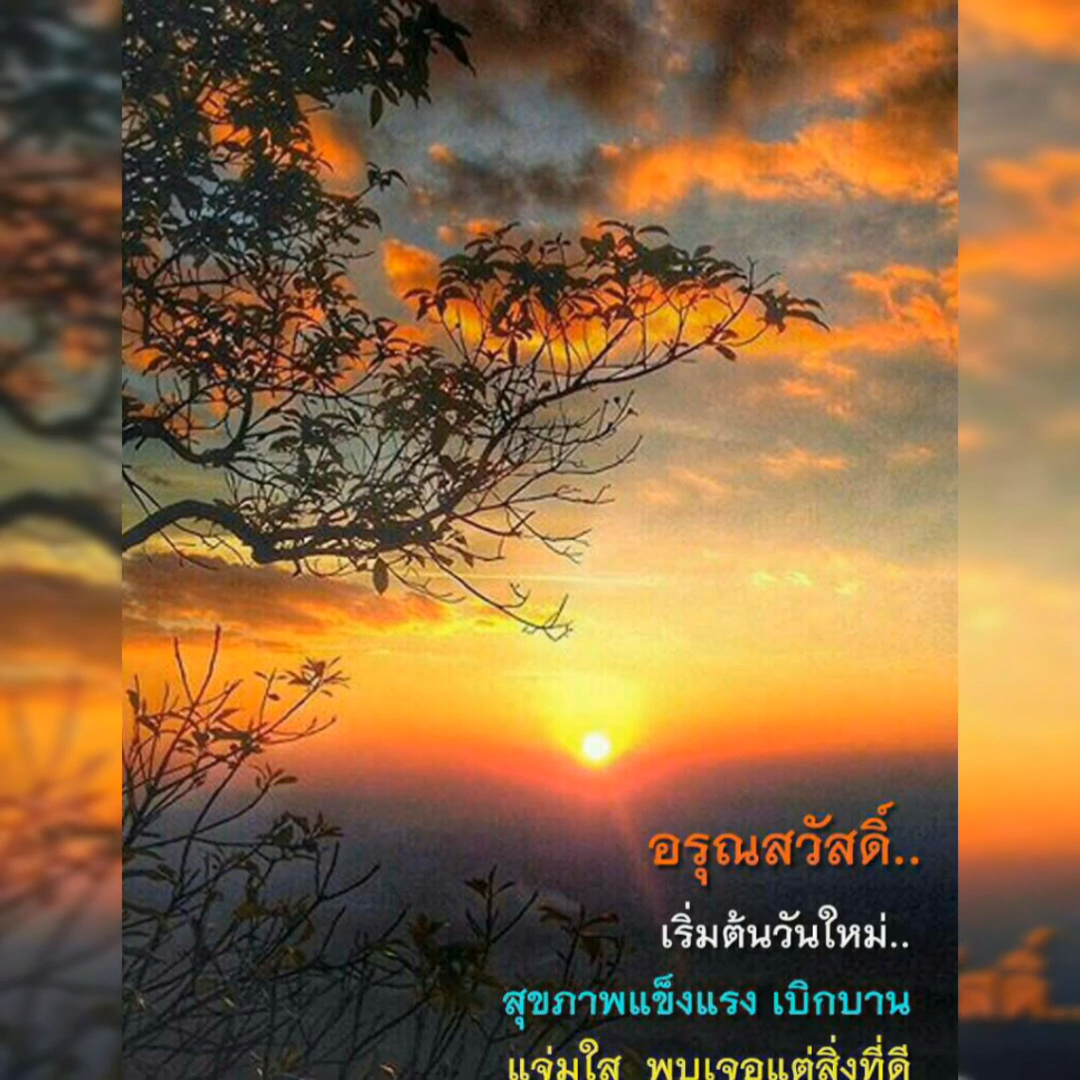 อรุณสวัสดิ์..
เริ่มต้นวันใหม่..
สุขภาพแข็งแรง เบิกบาน
แจ่มใส พบเจอแต่สิ่งที่ดี